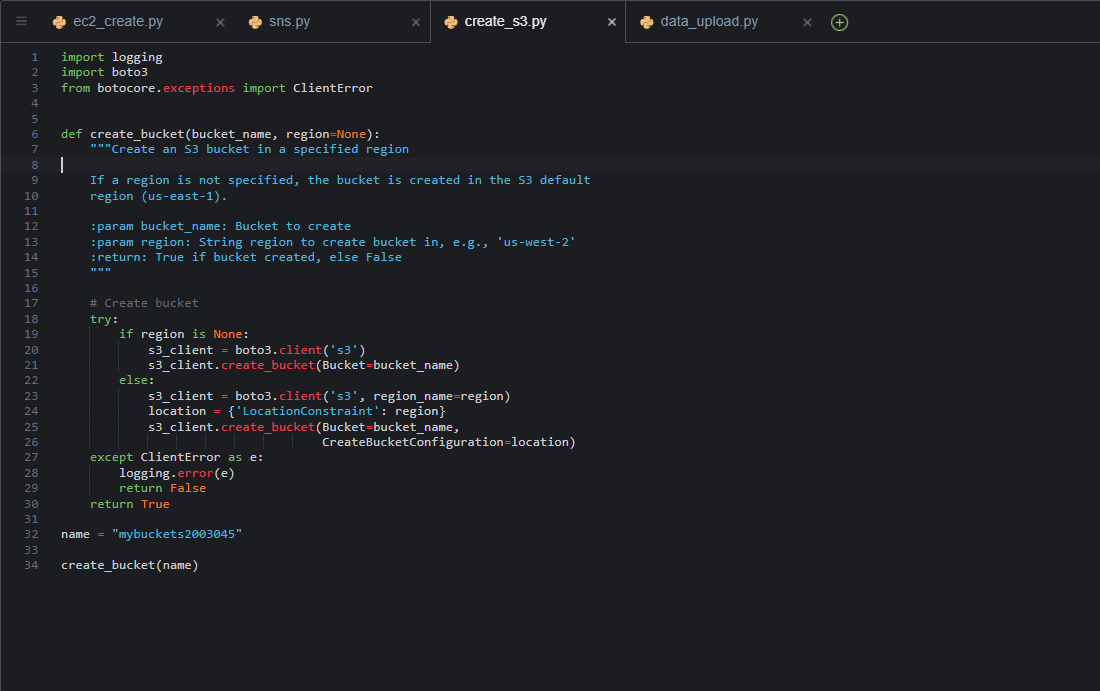 ec2_create.py
sns.py
create_s3.py
data_upload.py
1 import logging
2 import boto3
3 from botocore.exceptions import ClientError
4
5
6 def create_bucket(bucket_name, region=None):
7     """Create an S3 bucket in a specified region
8
9     If a region is not specified, the bucket is created in the S3 default
10     region (us-east-1).
11
12     :param bucket_name: Bucket to create
13     :param region: String region to create bucket in, e.g., 'us-west-2'
14     :return: True if bucket created, else False
15     """
16
17     # Create bucket
18     try:
19         if region is None:
20             s3_client = boto3.client('s3')
21             s3_client.create_bucket(Bucket=bucket_name)
22         else:
23             s3_client = boto3.client('s3', region_name=region)
24             location = {'LocationConstraint': region}
25             s3_client.create_bucket(Bucket=bucket_name,
26                                     CreateBucketConfiguration=location)
27     except ClientError as e:
28         logging.error(e)
29         return False
30     return True
31
32 name = "mybuckets2003045"
33
34 create_bucket(name)